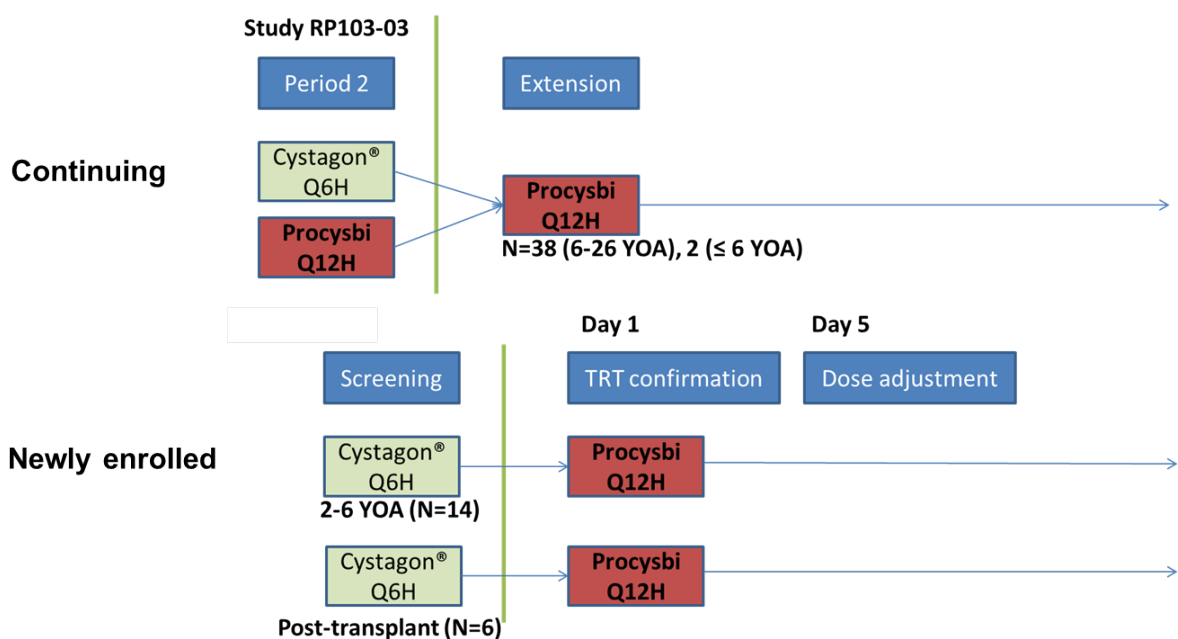 Study RP103-03
Period 2
Extension
Continuing
Cystagon®
Q6H
Procysbi
Q12H
Procysbi
Q12H
N=38 (6-26 YOA), 2 (≤ 6 YOA)
Day 1
Day 5
Screening
TRT confirmation
Dose adjustment
Newly enrolled
Cystagon®
Q6H
Procysbi
Q12H
2-6 YOA (N=14)
Cystagon®
Q6H
Procysbi
Q12H
Post-transplant (N=6)